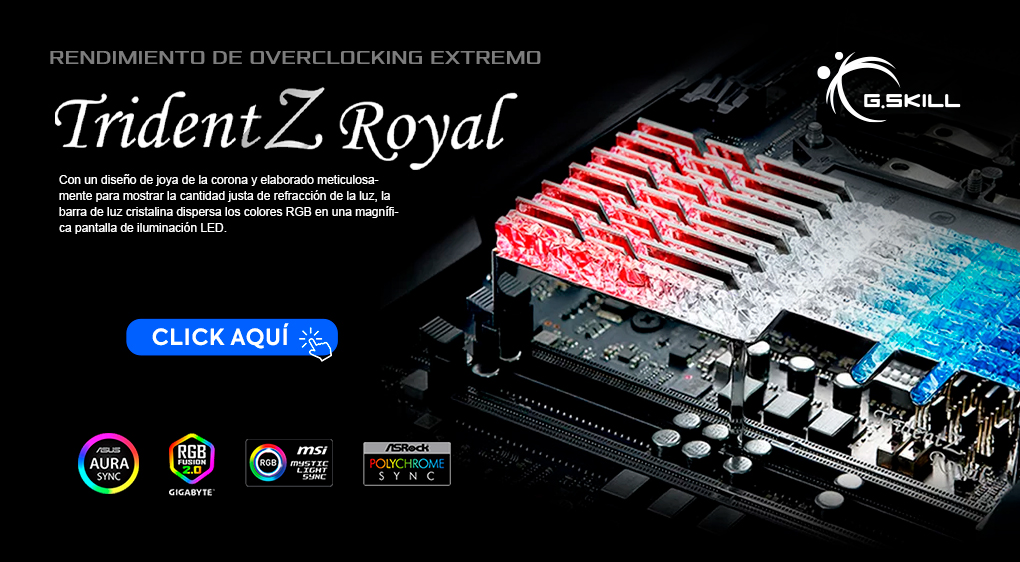 RENDIMIENTO DE OVERCLOCKING EXTREMO
Trident Z Royal
G.SKILL
Con un diseño de joya de la corona y elaborado meticulosa-
mente para mostrar la cantidad justa de refracción de la luz, la
barra de luz cristalina dispersa los colores RGB en una magnífi-
ca pantalla de iluminación LED.
CLICK AQUÍ
ASUS
AURA
SYNC
RGB
FUSION
2.0
GIGABYTE™
RGB
msi
MYSTIC
LIGHT
SYNC
ASRock
POLYCHROME
SYNC